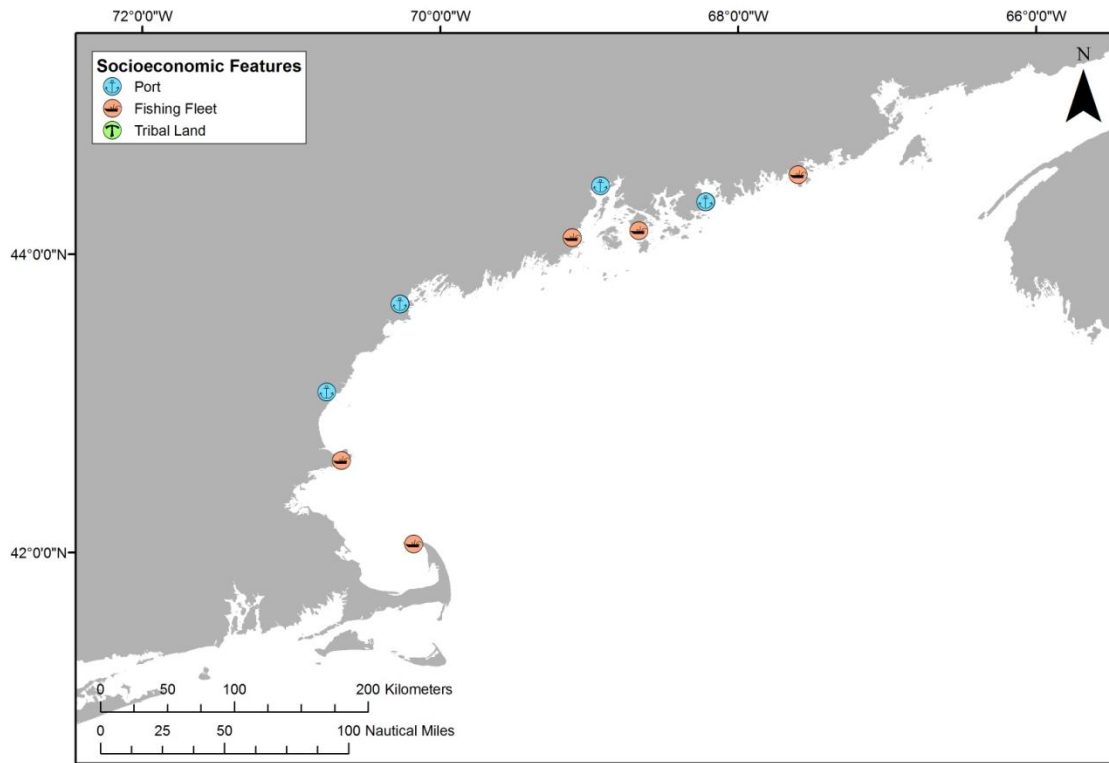 72°0'0"W 70°0'0"W 68°0'0"W 66°0'0"W
Socioeconomic Features
Port
Fishing Fleet
Tribal Land
N
44°0'0"N
42°0'0"N
0 50 100 200 Kilometers
0 25 50 100 Nautical Miles